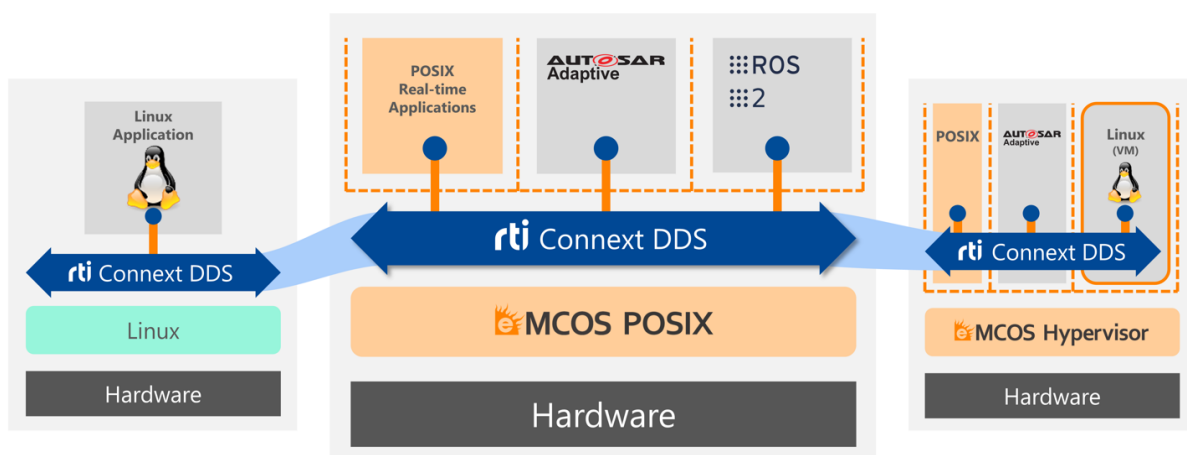 Linux
Application
rti Connext DDS
Linux
Hardware
POSIX
Real-time
Applications
AUTOSAR
Adaptive
ROS
2
rti Connext DDS
eMCOS POSIX
Hardware
POSIX
AUTOSAR
Adaptive
Linux
(VM)
rti Connext DDS
eMCOS Hypervisor
Hardware